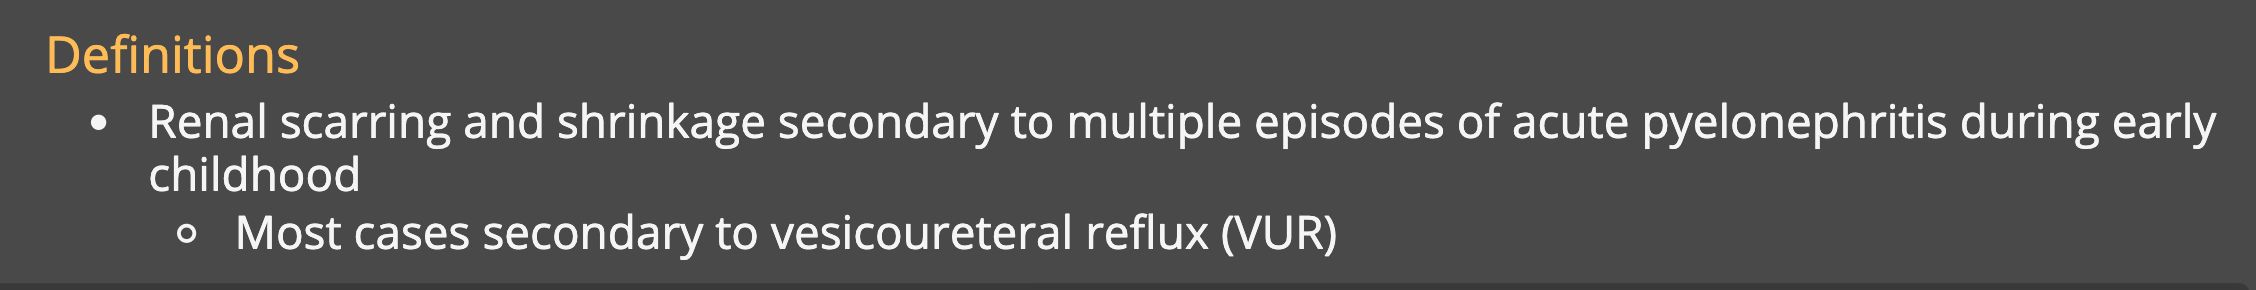 Definitions
• Renal scarring and shrinkage secondary to multiple episodes of acute pyelonephritis during early
childhood
○ Most cases secondary to vesicoureteral reflux (VUR)